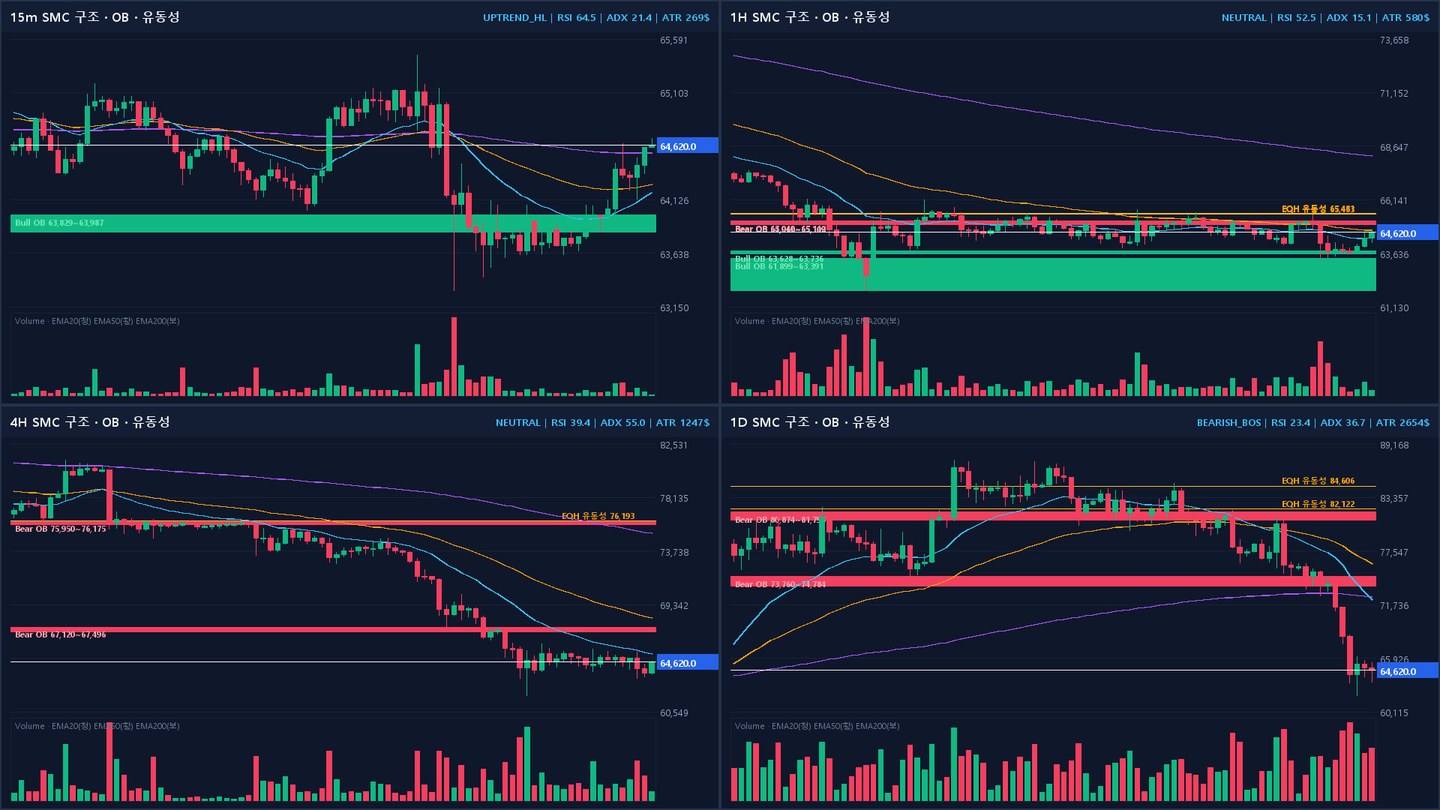 15m SMC 구조 · OB · 유동성
UPTREND_HL | RSI 64.5 | ADX 21.4 | ATR 269$
65,591
65,103
64,620.0
64,126
63,638
63,150
Bull OB 63,829~63,987
Volume · EMA20(청) EMA50(황) EMA200(보)
1H SMC 구조 · OB · 유동성
NEUTRAL | RSI 52.5 | ADX 15.1 | ATR 580$
73,658
71,152
68,647
66,141
64,620.0
63,636
61,130
EQH 유동성 65,483
Bear OB 65,060~65,109
Bull OB 63,628~63,736
Bull OB 61,899~63,391
Volume · EMA20(청) EMA50(황) EMA200(보)
4H SMC 구조 · OB · 유동성
NEUTRAL | RSI 39.4 | ADX 55.0 | ATR 1247$
82,531
78,135
73,738
69,342
64,620.0
60,549
EQH 유동성 76,193
Bear OB 75,950~76,175
Bear OB 67,120~67,496
Volume · EMA20(청) EMA50(황) EMA200(보)
1D SMC 구조 · OB · 유동성
BEARISH_BOS | RSI 23.4 | ADX 36.7 | ATR 2654$
89,168
83,357
77,547
71,736
65,926
64,620.0
60,115
EQH 유동성 84,606
EQH 유동성 82,122
Bear OB 73,760~74,784
Volume · EMA20(청) EMA50(황) EMA200(보)